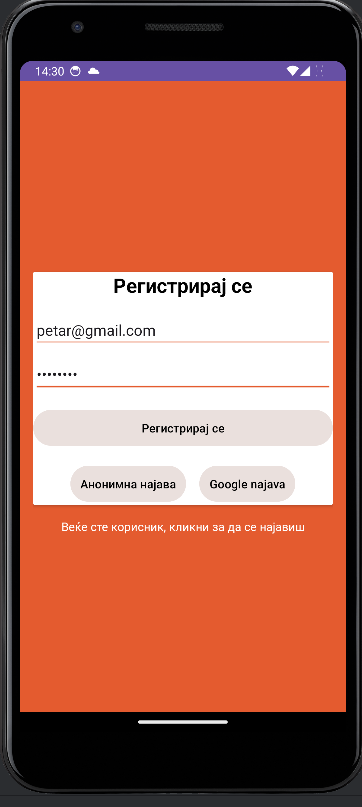 14:30
Регистрирај се
petar@gmail.com
••••••••
Регистрирај се
Анонимна најава
Google najava
Веќе сте корисник, кликни за да се најавиш